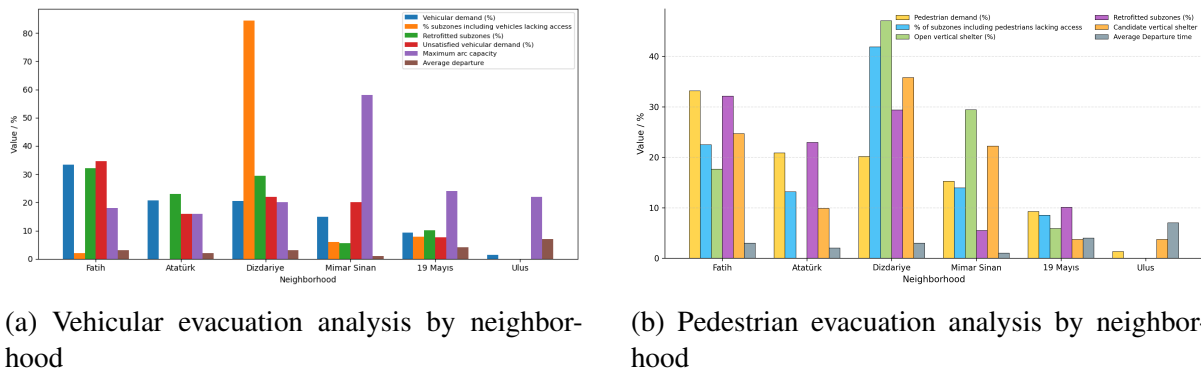 Vehicular demand (%)
% subzones including vehicles lacking access
Retrofitted subzones (%)
Unsatisfied vehicular demand (%)
Maximum arc capacity
Average departure
80
70
60
50
40
30
20
10
0
Value / %
Fatih Atatürk Dizdariye Mimar Sinan 19 Mayıs Ulus
Neighborhood
(a) Vehicular evacuation analysis by neighbor-
hood
Pedestrian demand (%) Retrofitted subzones (%)
% of subzones including pedestrians lacking access Candidate vertical shelter
Open vertical shelter (%) Average Departure time
40
30
20
10
0
Value / %
Fatih Atatürk Dizdariye Mimar Sinan 19 Mayıs Ulus
Neighborhood
(b) Pedestrian evacuation analysis by neighbor-
hood